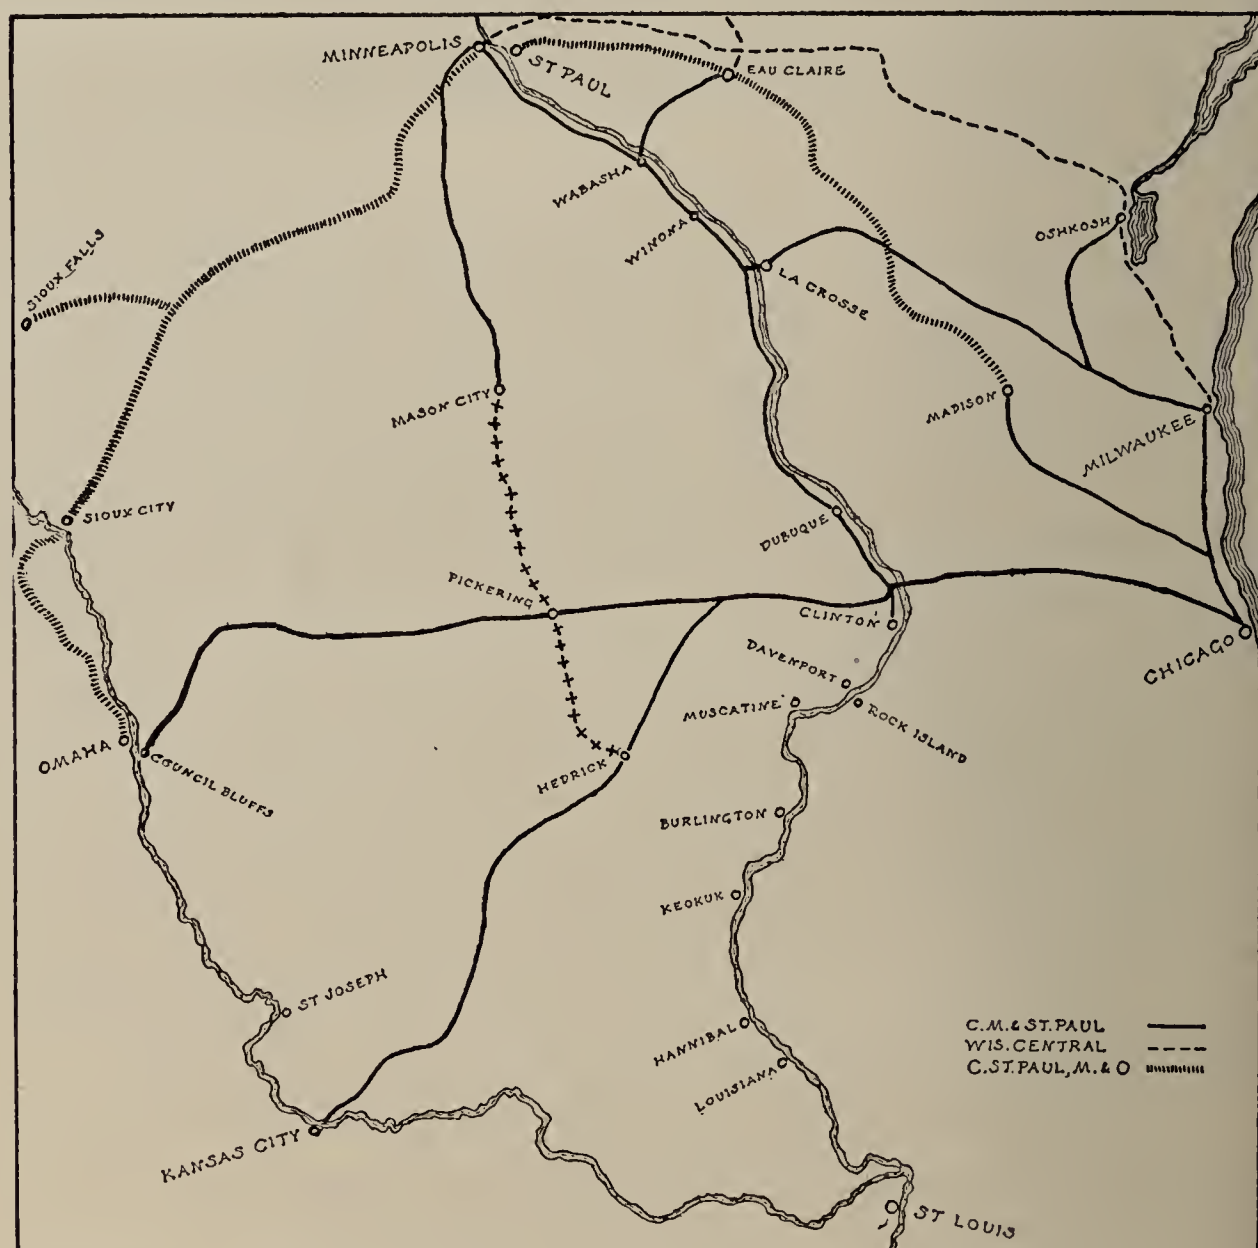 MINNEAPOLIS
ST PAUL
EAU CLAIRE
WABASHA
WINONA
OSHKOSH
SIOUX FALLS
LA CROSSE
MASON CITY
MADISON
MILWAUKEE
SIOUX CITY
DUBUQUE
PICKERING
CLINTON
CHICAGO
DAVENPORT
MUSCATINE
ROCK ISLAND
OMAHA
COUNCIL BLUFFS
HEDRICK
BURLINGTON
KEOKUK
ST JOSEPH
C.M.& ST.PAUL
WIS.CENTRAL
C.ST.PAUL, M.& O
HANNIBAL
LOUISIANA
KANSAS CITY
ST LOUIS